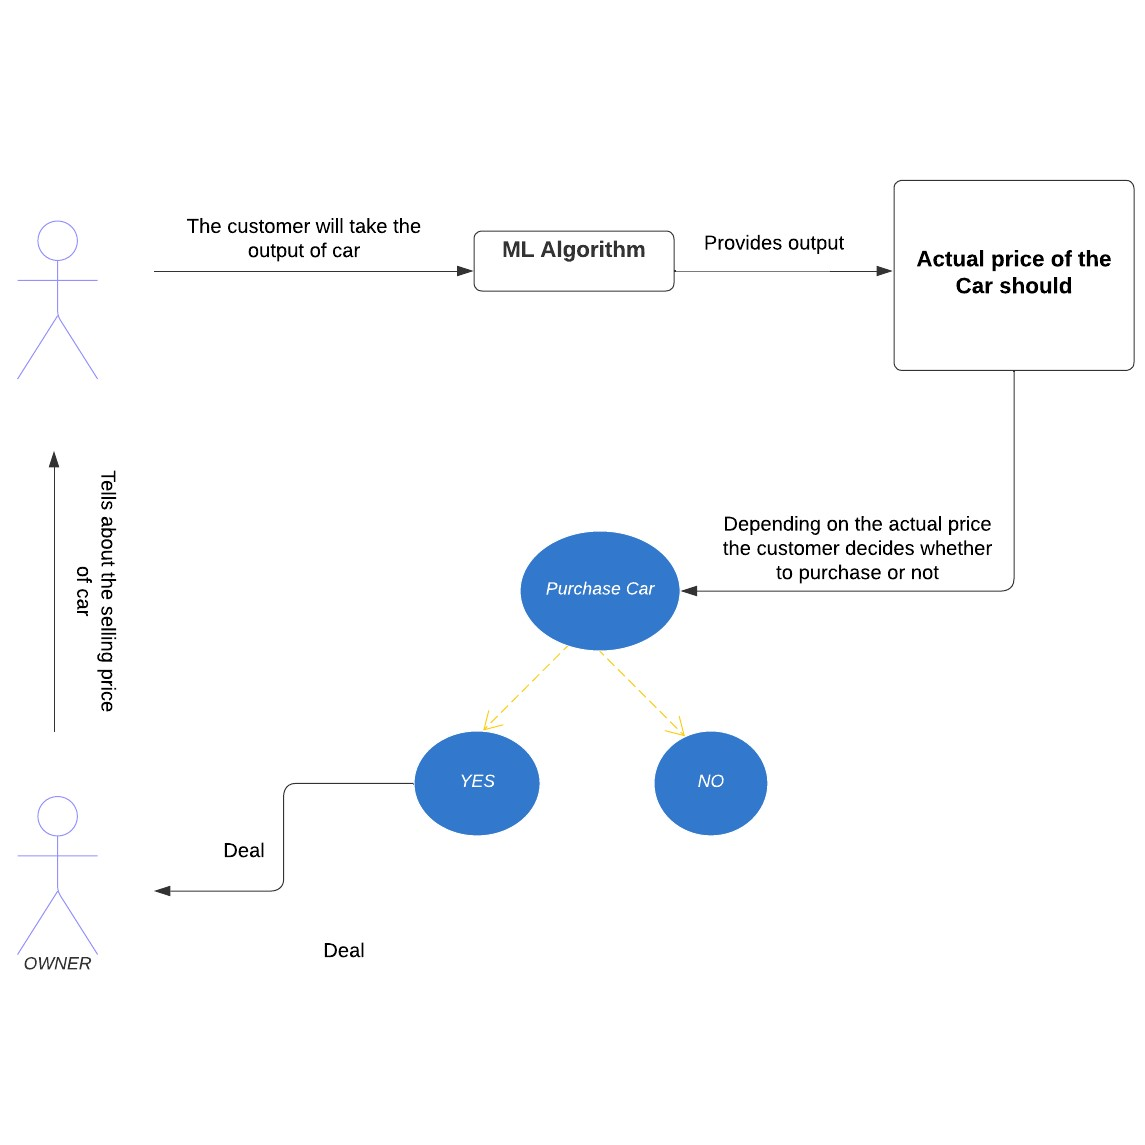 The customer will take the
output of car
ML Algorithm
Provides output
Actual price of the
Car should
Tells about the selling price
of car
Depending on the actual price
the customer decides whether
to purchase or not
Purchase Car
YES
NO
Deal
OWNER
Deal